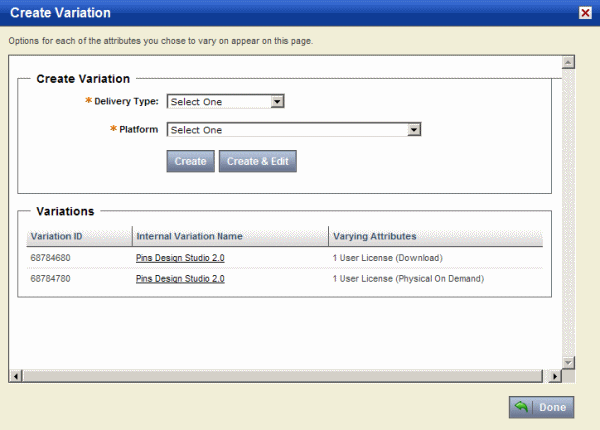 Create Variation
Options for each of the attributes you chose to vary on appear on this page.
Create Variation
* Delivery Type: Select One
* Platform Select One
Create Create & Edit
Variations
Variation ID Internal Variation Name Varying Attributes
68784680 Pins Design Studio 2.0 1 User License (Download)
68784780 Pins Design Studio 2.0 1 User License (Physical On Demand)
Done